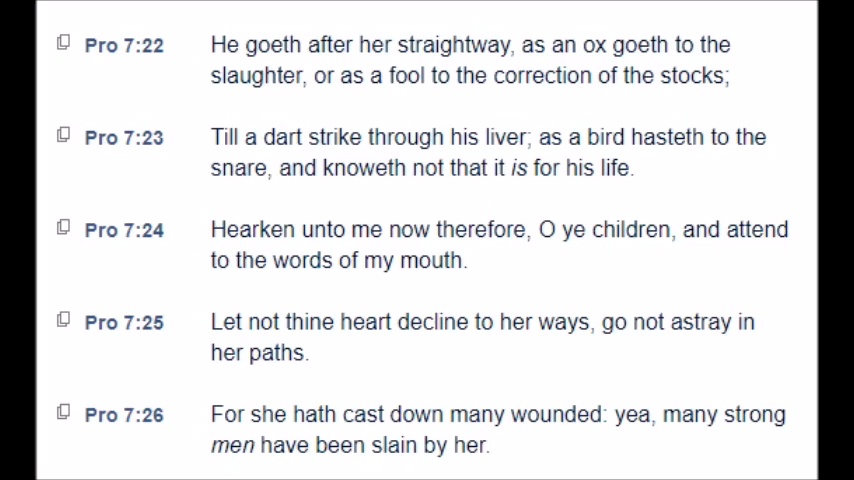 Pro 7:22 He goeth after her straightway, as an ox goeth to the
slaughter, or as a fool to the correction of the stocks;
Pro 7:23 Till a dart strike through his liver; as a bird hasteth to the
snare, and knoweth not that it is for his life.
Pro 7:24 Hearken unto me now therefore, O ye children, and attend
to the words of my mouth.
Pro 7:25 Let not thine heart decline to her ways, go not astray in
her paths.
Pro 7:26 For she hath cast down many wounded: yea, many strong
men have been slain by her.